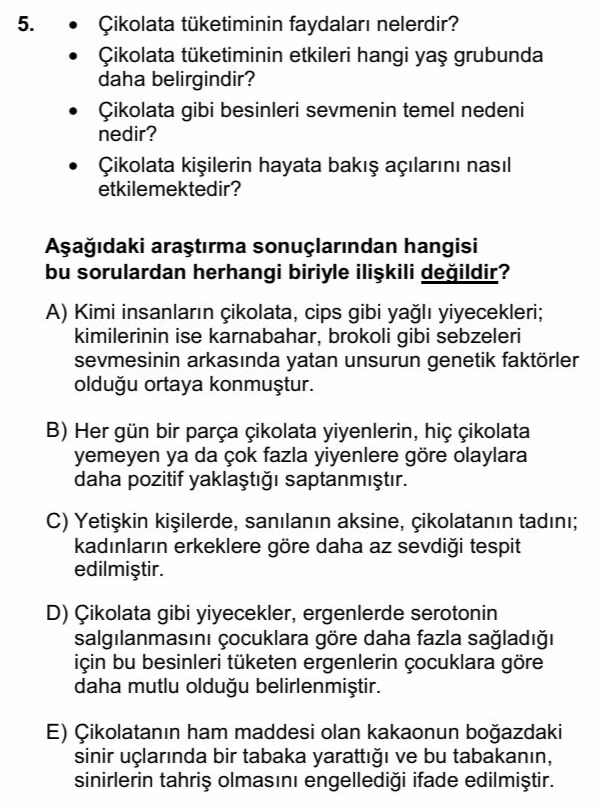 5. • Çikolata tüketiminin faydaları nelerdir?
• Çikolata tüketiminin etkileri hangi yaş grubunda
daha belirgindir?
• Çikolata gibi besinleri sevmenin temel nedeni
nedir?
• Çikolata kişilerin hayata bakış açılarını nasıl
etkilemektedir?
Aşağıdaki araştırma sonuçlarından hangisi
bu sorulardan herhangi biriyle ilişkili değildir?
A) Kimi insanların çikolata, cips gibi yağlı yiyecekleri;
kimilerinin ise karnabahar, brokoli gibi sebzeleri
sevmesinin arkasında yatan unsurun genetik faktörler
olduğu ortaya konmuştur.
B) Her gün bir parça çikolata yiyenlerin, hiç çikolata
yemeyen ya da çok fazla yiyenlere göre olaylara
daha pozitif yaklaştığı saptanmıştır.
C) Yetişkin kişilerde, sanılanın aksine, çikolatanın tadını;
kadınların erkeklere göre daha az sevdiği tespit
edilmiştir.
D) Çikolata gibi yiyecekler, ergenlerde serotonin
salgılanmasını çocuklara göre daha fazla sağladığı
için bu besinleri tüketen ergenlerin çocuklara göre
daha mutlu olduğu belirlenmiştir.
E) Çikolatanın ham maddesi olan kakaonun boğazdaki
sinir uçlarında bir tabaka yarattığı ve bu tabakanın,
sinirlerin tahriş olmasını engellediği ifade edilmiştir.